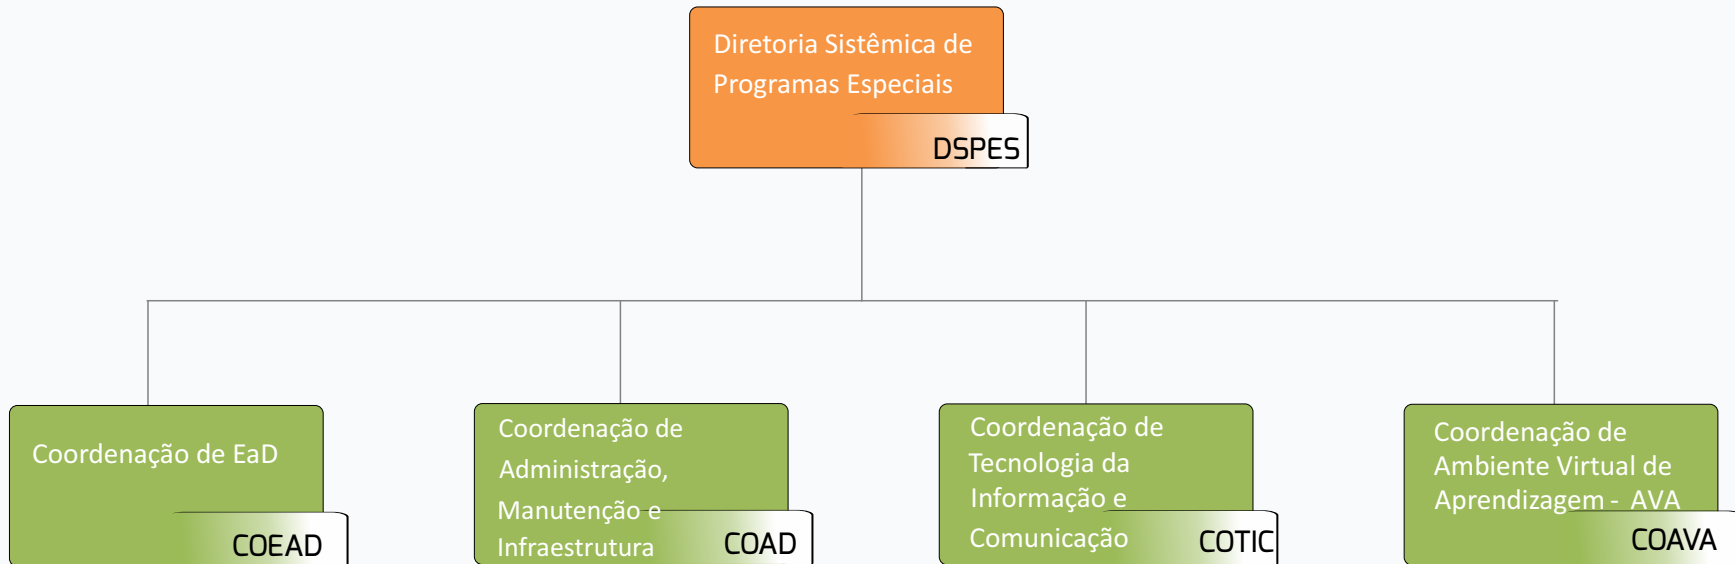 Diretoria Sistêmica de
Programas Especiais
DSPES
Coordenação de EaD
COEAD
Coordenação de
Administração,
Manutenção e
Infraestrutura
COAD
Coordenação de
Tecnologia da
Informação e
Comunicação
COTIC
Coordenação de
Ambiente Virtual de
Aprendizagem - AVA
COAVA